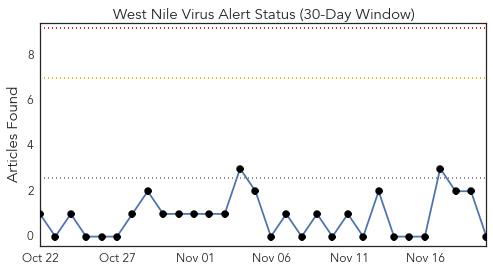 West Nile Virus Alert Status (30-Day Window)
Articles Found
8
6
4
2
0
Oct 22 Oct 27 Nov 01 Nov 06 Nov 11 Nov 16